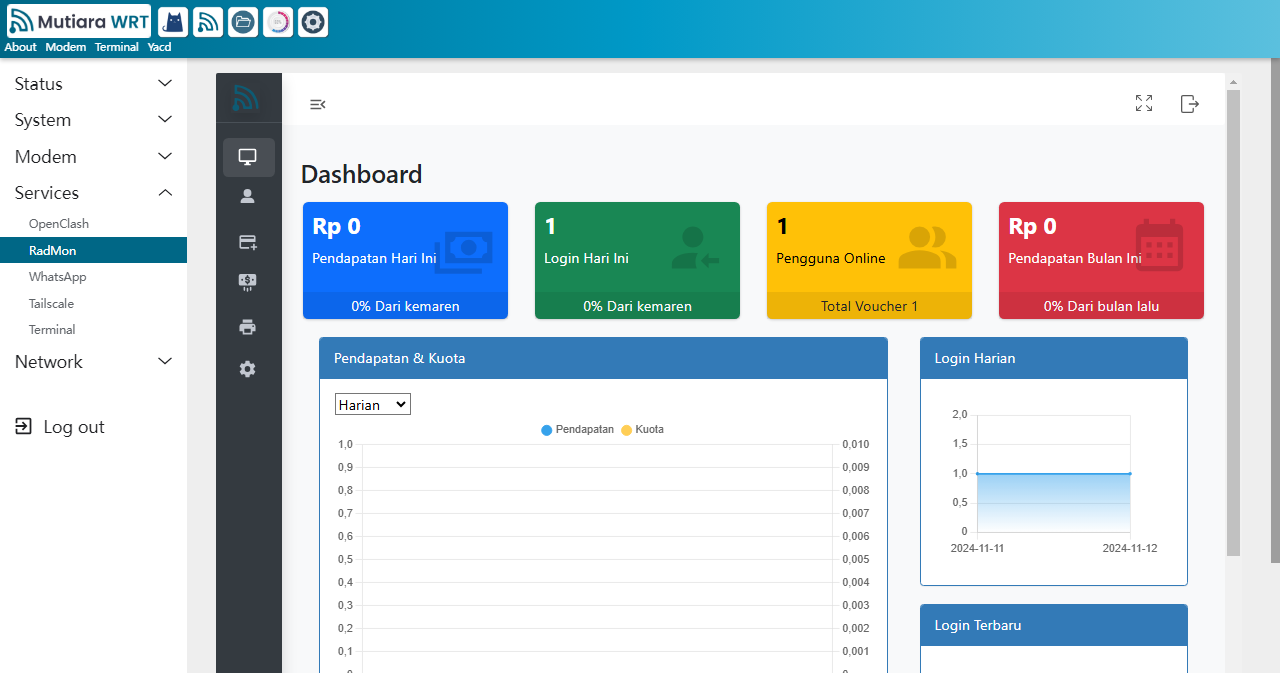 Mutiara WRT
About Modem Terminal Yacd
Status
System
Modem
Services
OpenClash
RadMon
WhatsApp
Tailscale
Terminal
Network
Log out
Dashboard
Rp 0
Pendapatan Hari Ini
0% Dari kemaren
1
Login Hari Ini
0% Dari kemaren
1
Pengguna Online
Total Voucher 1
Rp 0
Pendapatan Bulan Ini
0% Dari bulan lalu
Pendapatan & Kuota
Harian
Pendapatan Kuota
1,0 0,010
0,9 0,009
0,8 0,008
0,7 0,007
0,6 0,006
0,5 0,005
0,4 0,004
0,3 0,003
0,2 0,002
0,1 0,001
Login Harian
2,0
1,5
1,0
0,5
0
2024-11-11 2024-11-12
Login Terbaru